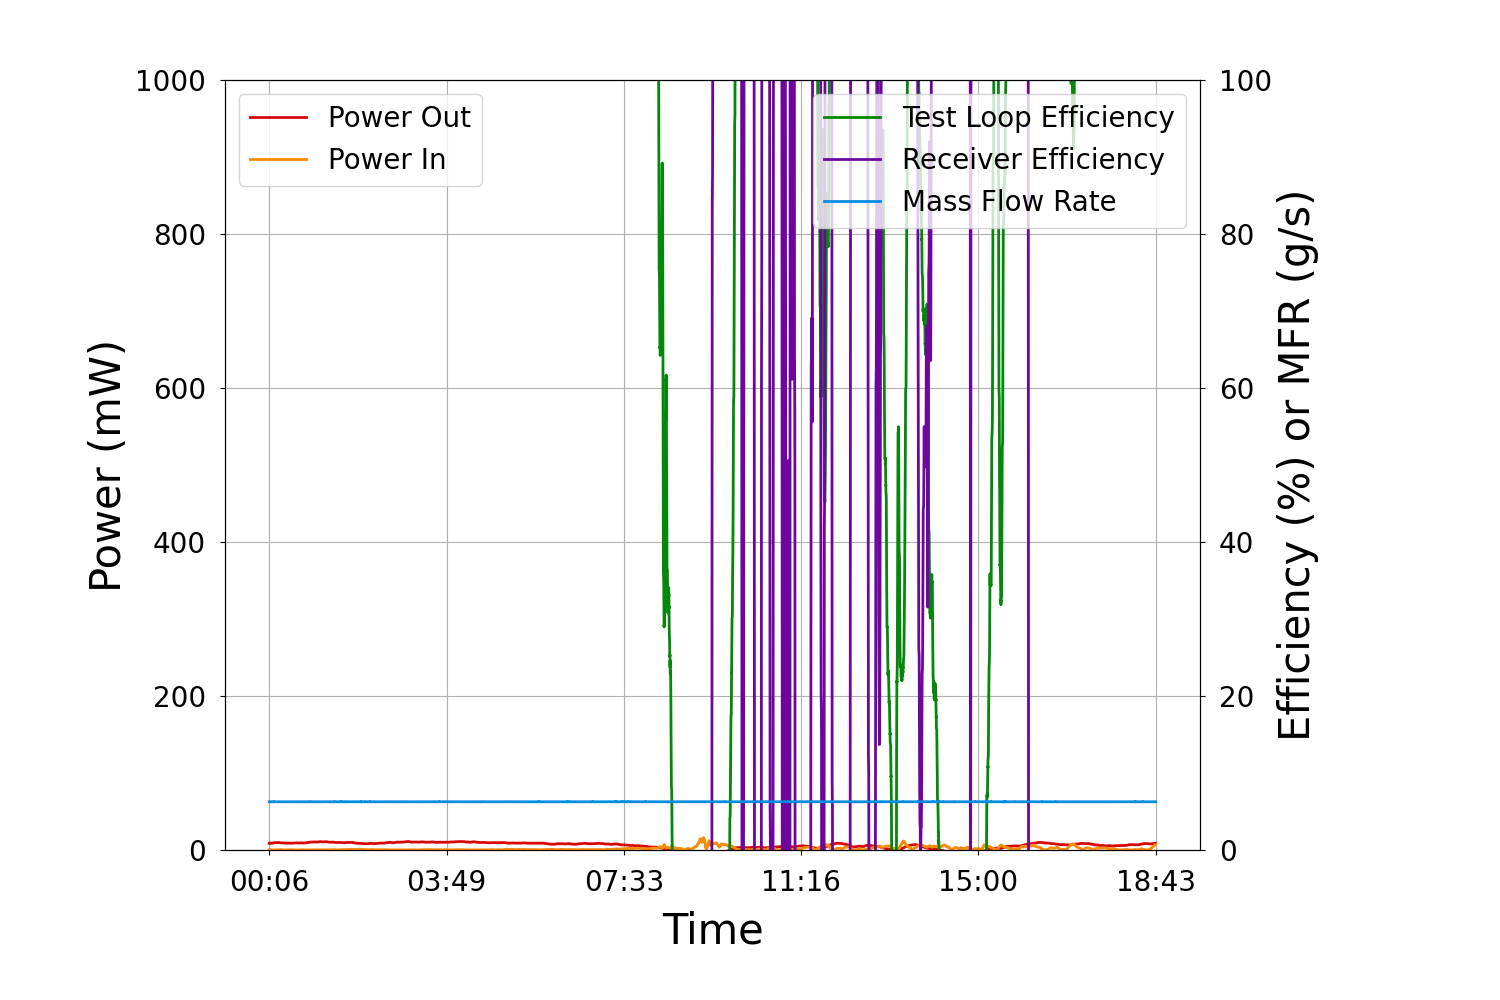 1000
800
600
400
200
0
Power (mW)
Power Out
Power In
Test Loop Efficiency
Receiver Efficiency
Mass Flow Rate
100
80
60
40
20
0
Efficiency (%) or MFR (g/s)
00:06 03:49 07:33 11:16 15:00 18:43
Time